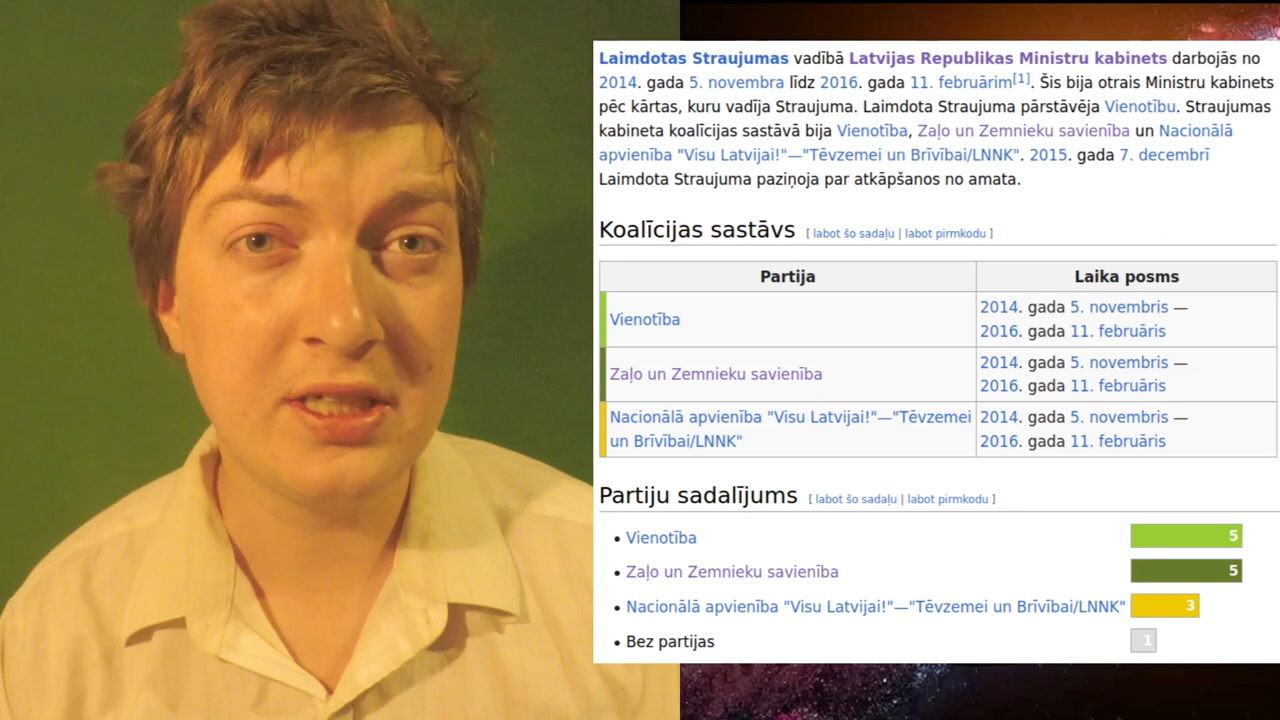 Laimdotas Straujumas vadībā Latvijas Republikas Ministru kabinets darbojās no
2014. gada 5. novembra līdz 2016. gada 11. februārim[1]. Šis bija otrais Ministru kabinets
pēc kārtas, kuru vadīja Straujuma. Laimdota Straujuma pārstāvēja Vienotību. Straujumas
kabineta koalīcijas sastāvā bija Vienotība, Zaļo un Zemnieku savienība un Nacionālā
apvienība "Visu Latvijai!"—"Tēvzemei un Brīvībai/LNNK". 2015. gada 7. decembrī
Laimdota Straujuma paziņoja par atkāpšanos no amata.
Koalīcijas sastāvs [ labot šo sadaļu | labot pirmkodu ]
Partija Laika posms
Vienotība
2014. gada 5. novembris —
2016. gada 11. februāris
Zaļo un Zemnieku savienība
2014. gada 5. novembris —
2016. gada 11. februāris
Nacionālā apvienība "Visu Latvijai!"—"Tēvzemei
un Brīvībai/LNNK"
2014. gada 5. novembris —
2016. gada 11. februāris
Partiju sadalījums [ labot šo sadaļu | labot pirmkodu ]
• Vienotība 5
• Zaļo un Zemnieku savienība 5
• Nacionālā apvienība "Visu Latvijai!"—"Tēvzemei un Brīvībai/LNNK" 3
• Bez partijas 1